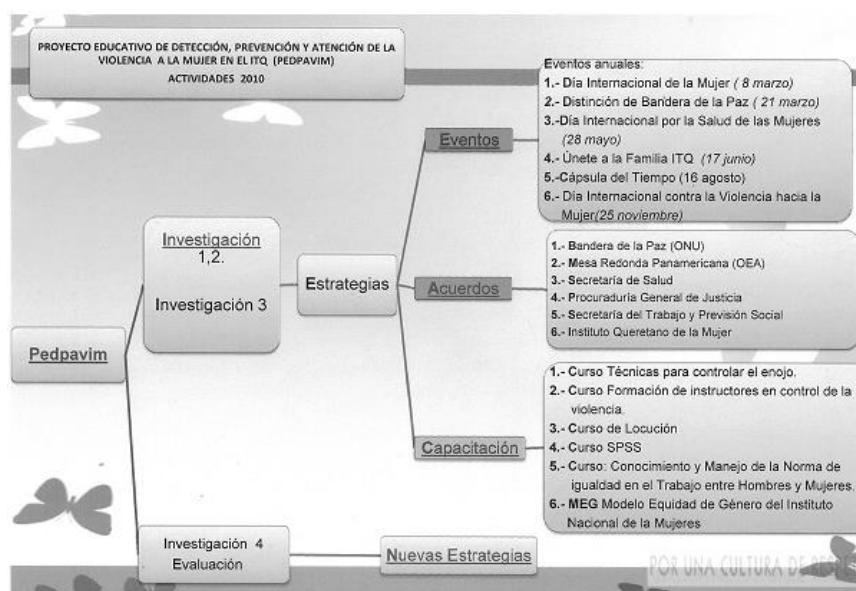 PROYECTO EDUCATIVO DE DETECCIÓN, PREVENCIÓN Y ATENCIÓN DE LA
VIOLENCIA A LA MUJER EN EL ITQ (PEDPAVIM)
ACTIVIDADES 2010
Pedpavim
Investigación
1,2.
Investigación 3
Estrategias
Eventos
Eventos anuales:
1.- Día Internacional de la Mujer ( 8 marzo)
2.- Distinción de Bandera de la Paz ( 21 marzo)
3.-Día Internacional por la Salud de las Mujeres
(28 mayo)
4.- Únete a la Familia ITQ (17 junio)
5.-Cápsula del Tiempo (16 agosto)
6.- Día Internacional contra la Violencia hacia la
Mujer(25 noviembre)
Acuerdos
1.- Bandera de la Paz (ONU)
2.- Mesa Redonda Panamericana (OEA)
3.- Secretaría de Salud
4.- Procuraduría General de Justicia
5.- Secretaría del Trabajo y Previsión Social
6.- Instituto Queretano de la Mujer
Capacitación
1.- Curso Técnicas para controlar el enojo.
2.- Curso Formación de instructores en control de la
violencia.
3.- Curso de Locución
4.- Curso SPSS
5.- Curso: Conocimiento y Manejo de la Norma de
igualdad en el Trabajo entre Hombres y Mujeres.
6.- MEG Modelo Equidad de Género del Instituto
Nacional de la Mujeres
Investigación 4
Evaluación
Nuevas Estrategias
POR UNA CULTURA DE